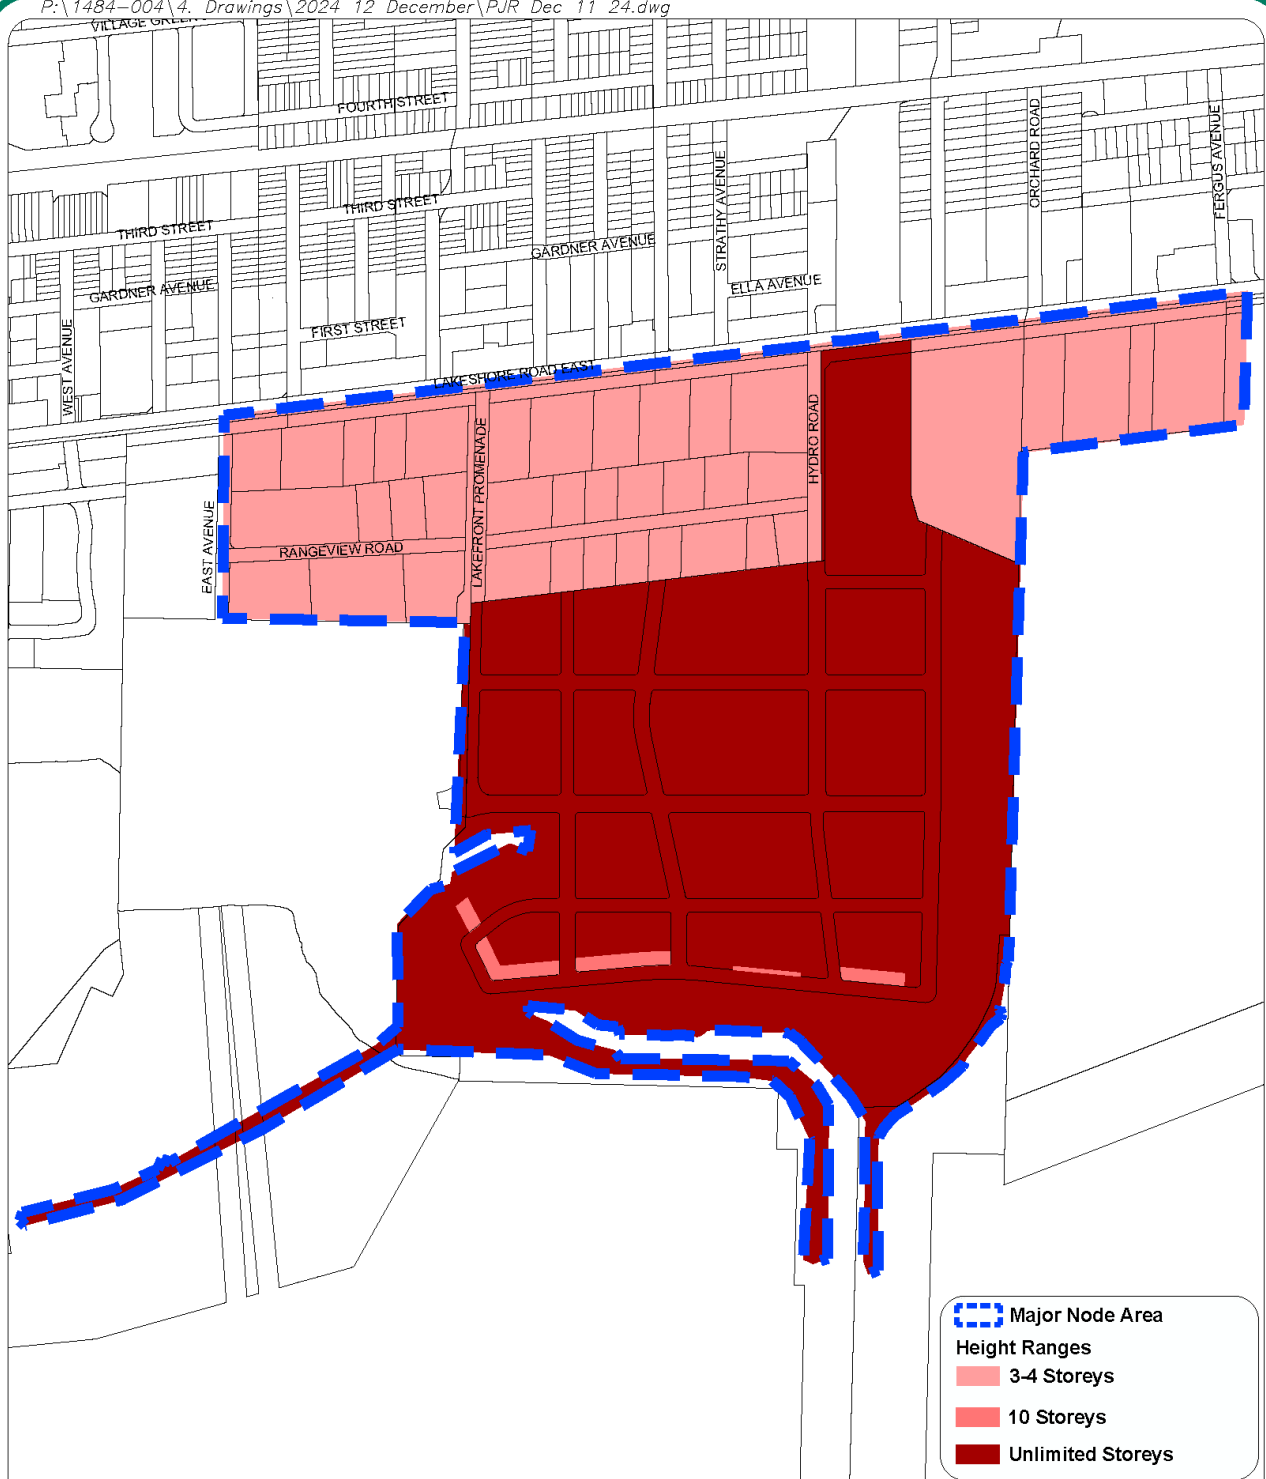 P:\1484-004\4. Drawings\2024 12 December\PJR Dec 11 24.dwg
VILLAGE GREEN
FOURTH STREET
ORCHARD ROAD
FERGUS AVENUE
STRATHY AVENUE
THIRD STREET
THIRD STREET
GARDNER AVENUE
GARDNER AVENUE
ELLA AVENUE
FIRST STREET
WEST AVENUE
LAKESHORE ROAD EAST
HYDRO ROAD
LAKEFRONT PROMENADE
EAST AVENUE
RANGEVIEW ROAD
Major Node Area
Height Ranges
3-4 Storeys
10 Storeys
Unlimited Storeys